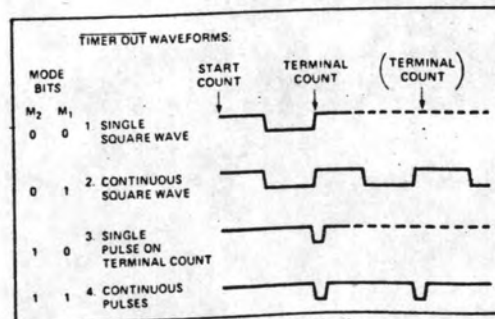 TIMER OUT WAVEFORMS:
MODE
BITS
START
COUNT
TERMINAL
COUNT
(TERMINAL
COUNT)
M2 M1
0 0 1. SINGLE
SQUARE WAVE
0 1 2. CONTINUOUS
SQUARE WAVE
1 0 3. SINGLE
PULSE ON
TERMINAL COUNT
1 1 4. CONTINUOUS
PULSES